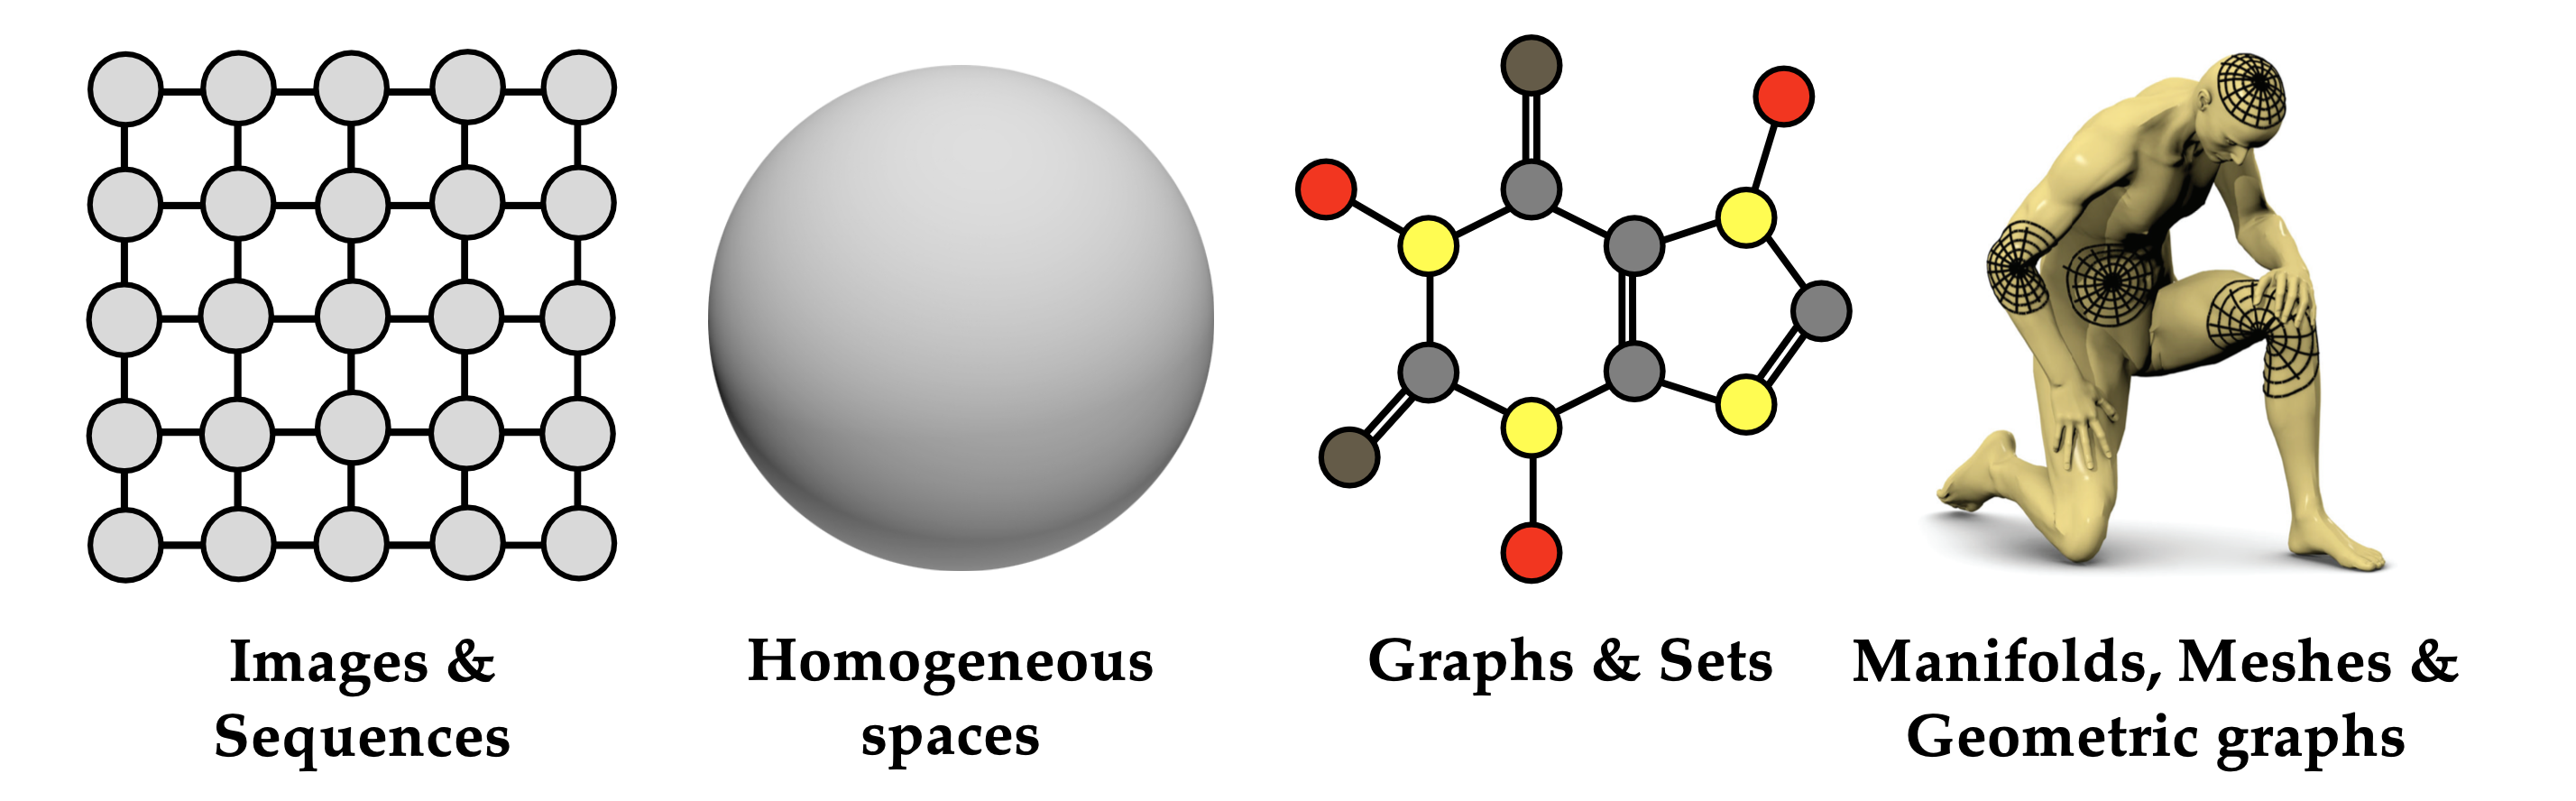 Images &
Sequences
Homogeneous
spaces
Graphs & Sets
Manifolds, Meshes &
Geometric graphs